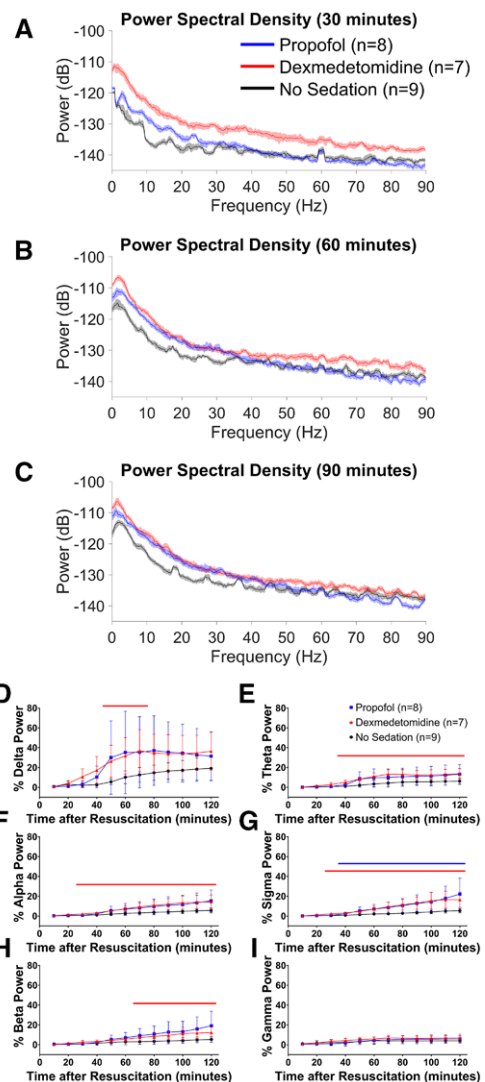 A
Power Spectral Density (30 minutes)
-100
-110
-120
-130
-140
Power (dB)
Propofol (n=8)
Dexmedetomidine (n=7)
No Sedation (n=9)
0 10 20 30 40 50 60 70 80 90
Frequency (Hz)
B
Power Spectral Density (60 minutes)
-100
-110
-120
-130
-140
Power (dB)
0 10 20 30 40 50 60 70 80 90
Frequency (Hz)
C
Power Spectral Density (90 minutes)
-100
-110
-120
-130
-140
Power (dB)
0 10 20 30 40 50 60 70 80 90
Frequency (Hz)
D
80
60
40
20
0
% Delta Power
0 20 40 60 80 100 120
Time after Resuscitation (minutes)
E
80
60
40
20
0
% Theta Power
Propofol (n=8)
Dexmedetomidine (n=7)
No Sedation (n=9)
0 20 40 60 80 100 120
Time after Resuscitation (minutes)
F
80
60
40
20
0
% Alpha Power
0 20 40 60 80 100 120
Time after Resuscitation (minutes)
G
80
60
40
20
0
% Sigma Power
0 20 40 60 80 100 120
Time after Resuscitation (minutes)
H
80
60
40
20
0
% Beta Power
0 20 40 60 80 100 120
Time after Resuscitation (minutes)
I
80
60
40
20
0
% Gamma Power
0 20 40 60 80 100 120
Time after Resuscitation (minutes)